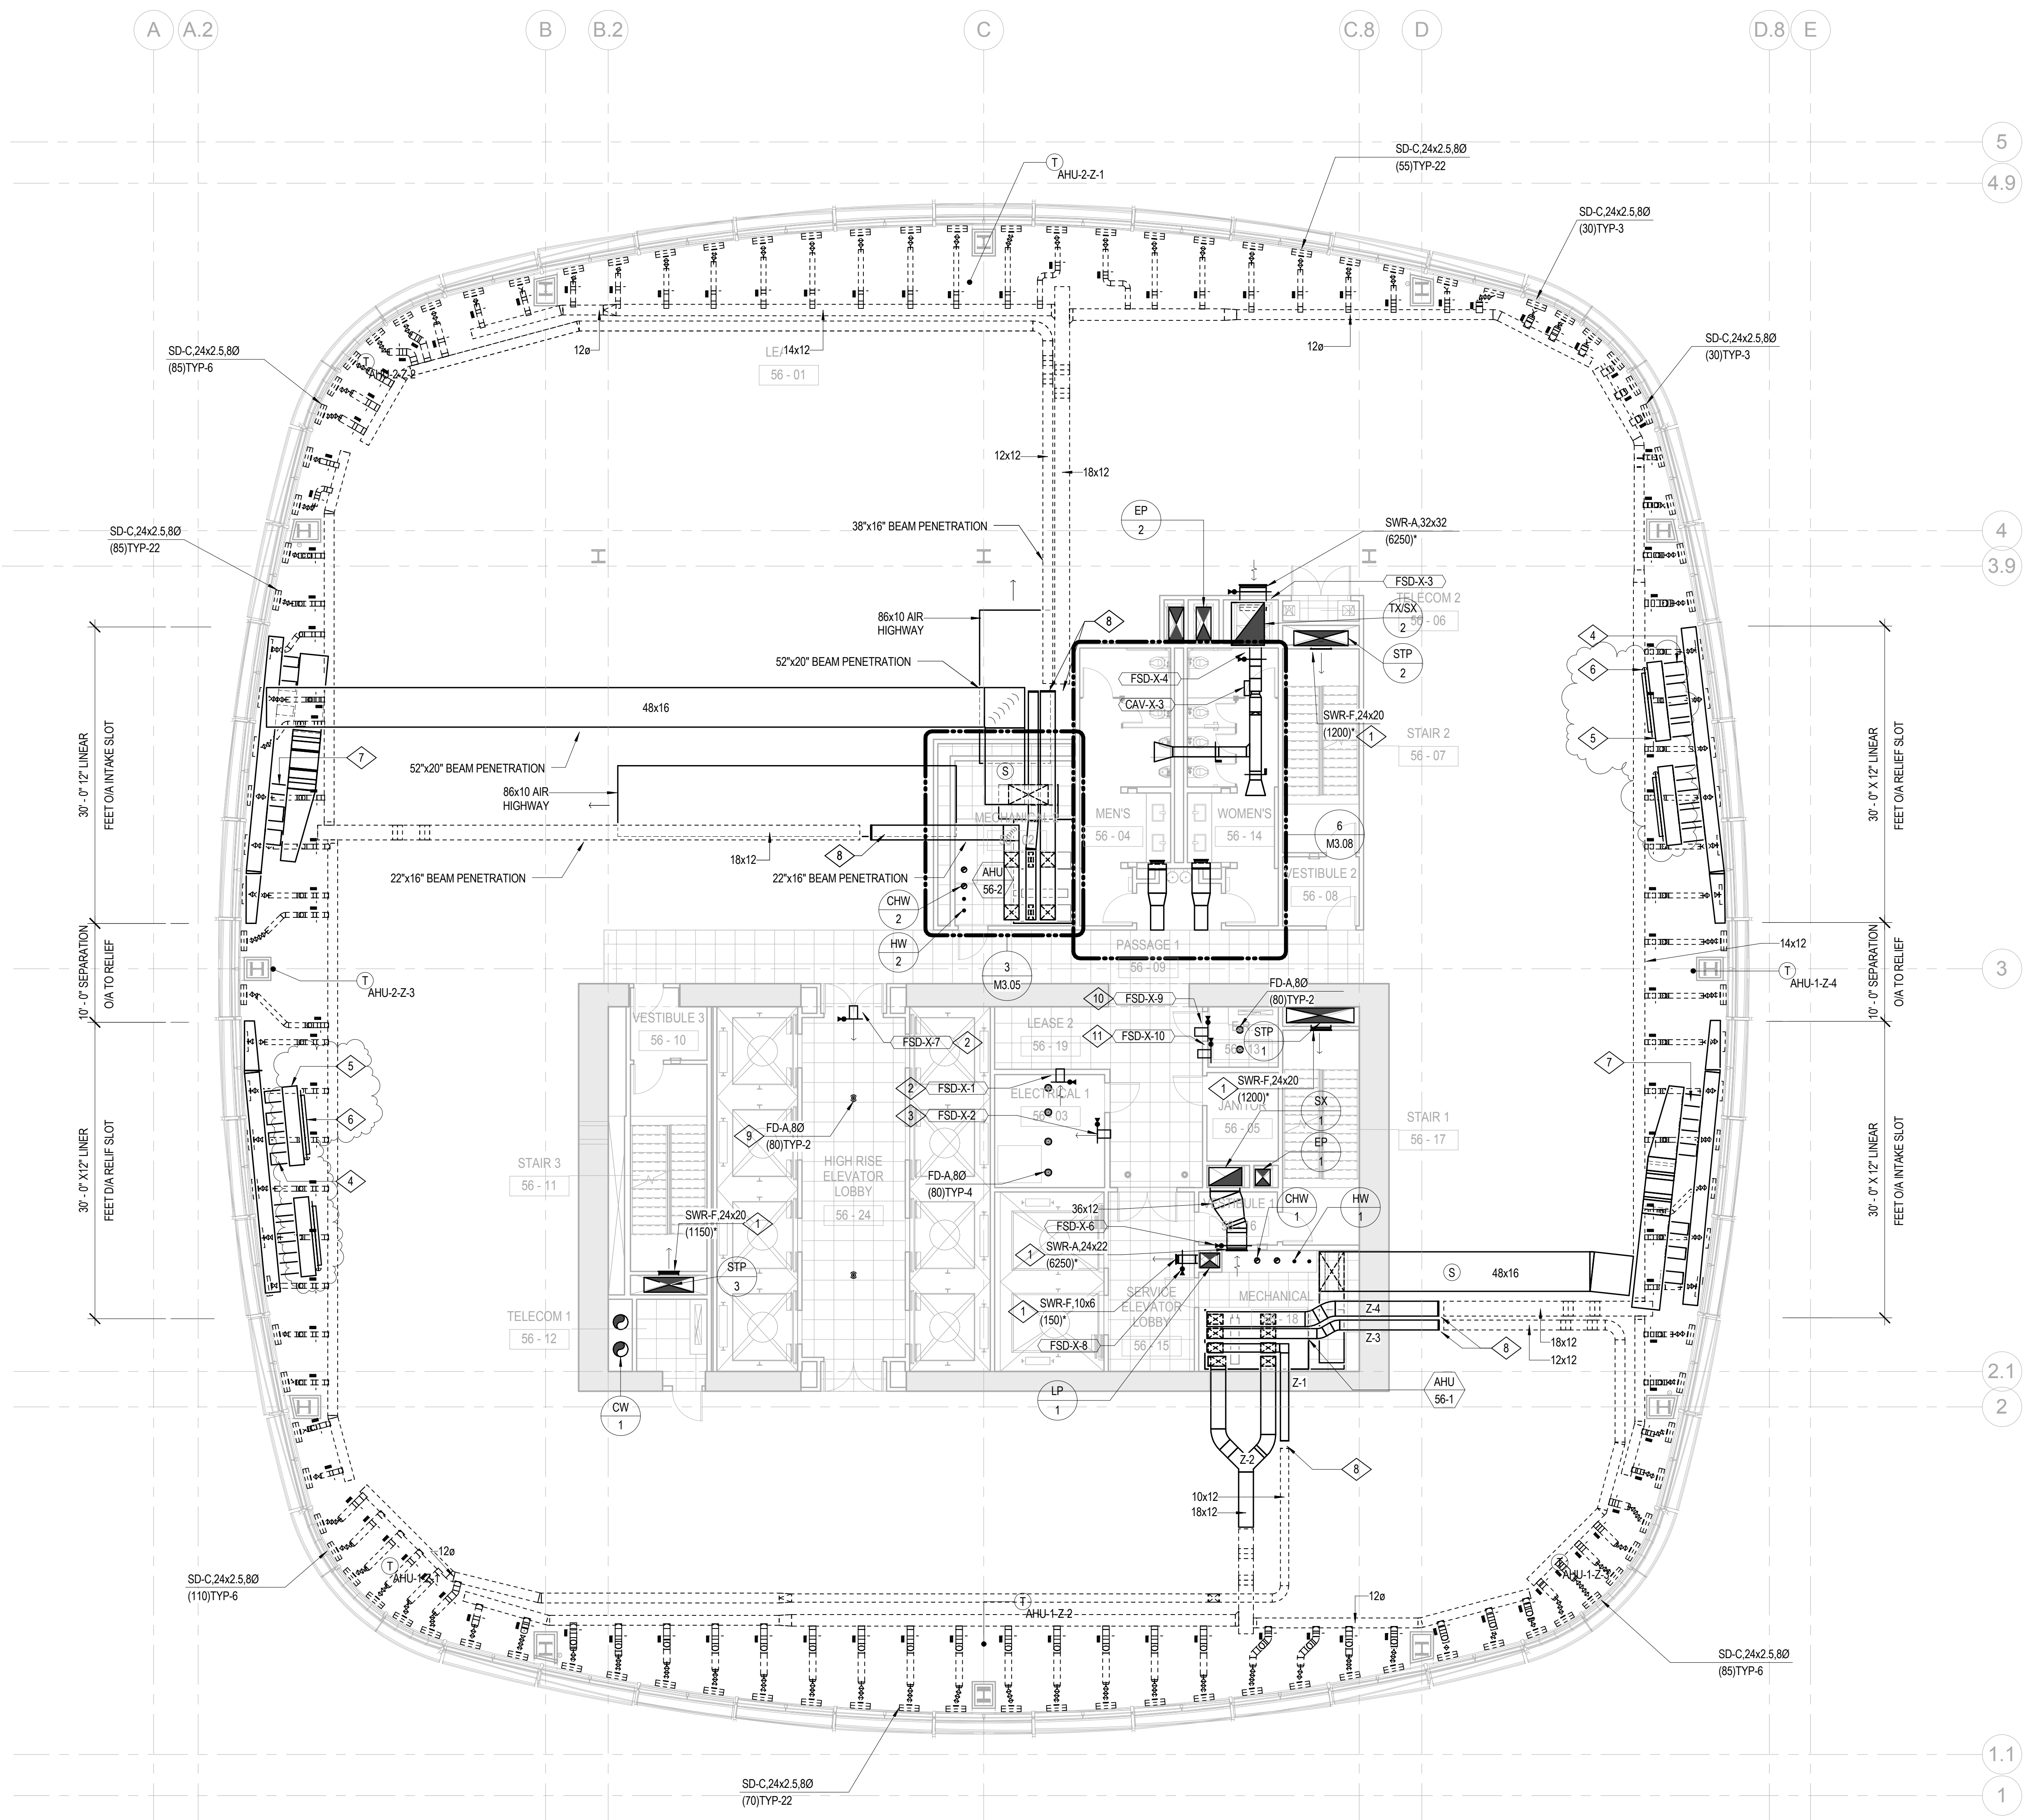 A
A.2
B
B.2
C
C.8
D
D.8
E
5
4.9
4
3.9
3
2.1
2
1.1
1
T
AHU-2-Z-1
SD-C,24x2.5,8Ø
(55)TYP-22
SD-C,24x2.5,8Ø
(30)TYP-3
SD-C,24x2.5,8Ø
(30)TYP-3
SD-C,24x2.5,8Ø
(85)TYP-6
T
AHU-2-Z-2
12ø
14x12
12ø
56 - 01
12x12
18x12
SD-C,24x2.5,8Ø
(85)TYP-22
38"x16" BEAM PENETRATION
EP
2
SWR-A,32x32
(6250)*
FSD-X-3
TELECOM 2
56 - 06
TX/SX
2
86x10 AIR
HIGHWAY
8
STP
2
52"x20" BEAM PENETRATION
FSD-X-4
CAV-X-3
48x16
SWR-F,24x20
(1200)*
1
STAIR 2
56 - 07
4
6
5
30' - 0" 12" LINEAR
FEET O/A INTAKE SLOT
7
52"x20" BEAM PENETRATION
86x10 AIR
HIGHWAY
S
MEN'S
56 - 04
WOMEN'S
56 - 14
6
M3.08
30' - 0" X 12" LINEAR
FEET O/A RELIEF SLOT
18x12
8
22"x16" BEAM PENETRATION
22"x16" BEAM PENETRATION
AHU
56-2
VESTIBULE 2
56 - 08
CHW
2
HW
2
10' - 0" SEPARATION
O/A TO RELIEF
PASSAGE 1
56 - 09
3
M3.05
14x12
T
AHU-2-Z-3
T
AHU-1-Z-4
10' - 0" SEPARATION
O/A TO RELIEF
FD-A,8Ø
(80)TYP-2
10
FSD-X-9
VESTIBULE 3
56 - 10
LEASE 2
56 - 19
FSD-X-7
2
11
FSD-X-10
STP
1
7
5
6
4
2
FSD-X-1
3
FSD-X-2
ELECTRICAL 1
56 - 03
1
SWR-F,24x20
(1200)*
JANITOR
56 - 05
SX
1
STAIR 1
56 - 17
9
FD-A,8Ø
(80)TYP-2
EP
1
30' - 0" X12" LINER
FEET D/A RELIF SLOT
STAIR 3
56 - 11
HIGH RISE
ELEVATOR
LOBBY
56 - 24
FD-A,8Ø
(80)TYP-4
30' - 0" X 12" LINEAR
FEET O/A INTAKE SLOT
36x12
VESTIBULE 1
CHW
1
HW
1
SWR-F,24x20
(1150)*
1
FSD-X-6
1
SWR-A,24x22
(6250)*
STP
3
S
48x16
MECHANICAL
TELECOM 1
56 - 12
1
SWR-F,10x6
(150)*
FSD-X-8
SERVICE
ELEVATOR
LOBBY
56 - 15
Z-4
Z-3
8
18x12
12x12
Z-1
AHU
56-1
LP
1
CW
1
Z-2
8
10x12
18x12
12ø
T
T
SD-C,24x2.5,8Ø
(110)TYP-6
T
AHU-1-Z-2
12ø
SD-C,24x2.5,8Ø
(85)TYP-6
SD-C,24x2.5,8Ø
(70)TYP-22